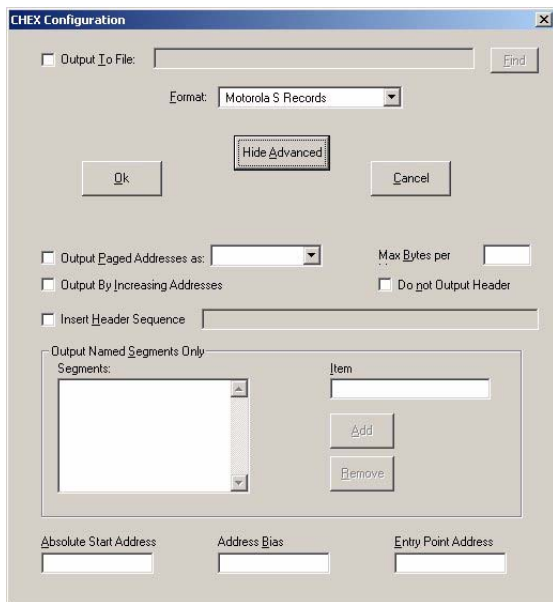 CHEX Configuration
Output To File:
Find
Format: Motorola S Records
Hide Advanced
Ok
Cancel
Output Paged Addresses as:
Max Bytes per
Output By Increasing Addresses
Do not Output Header
Insert Header Sequence
Output Named Segments Only
Segments:
Item
Add
Remove
Absolute Start Address
Address Bias
Entry Point Address